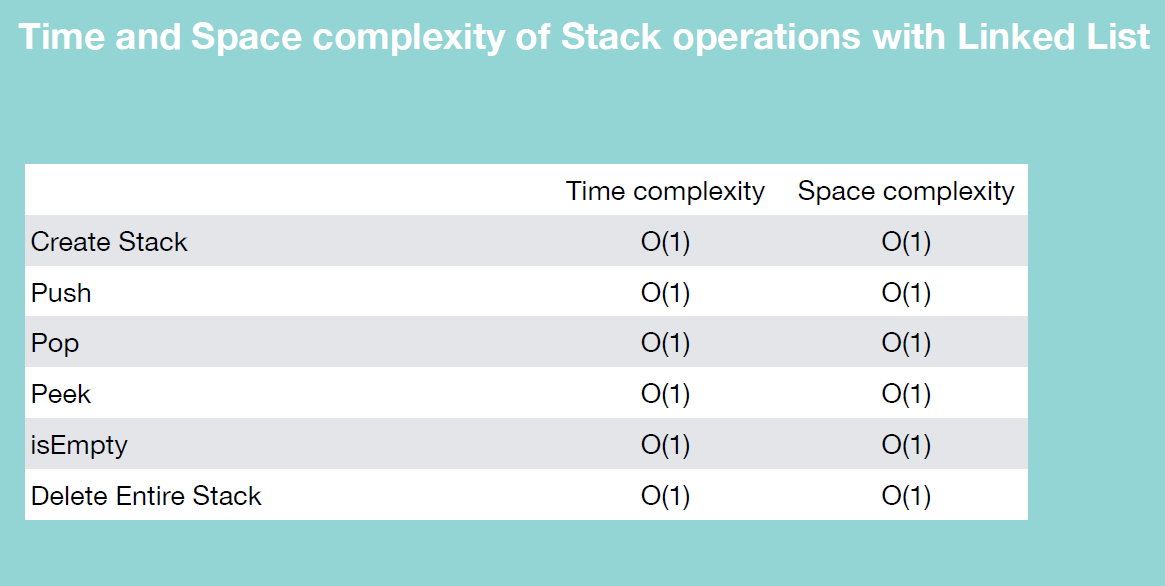 Time and Space complexity of Stack operations with Linked List
Time complexity Space complexity
Create Stack O(1) O(1)
Push O(1) O(1)
Pop O(1) O(1)
Peek O(1) O(1)
isEmpty O(1) O(1)
Delete Entire Stack O(1) O(1)